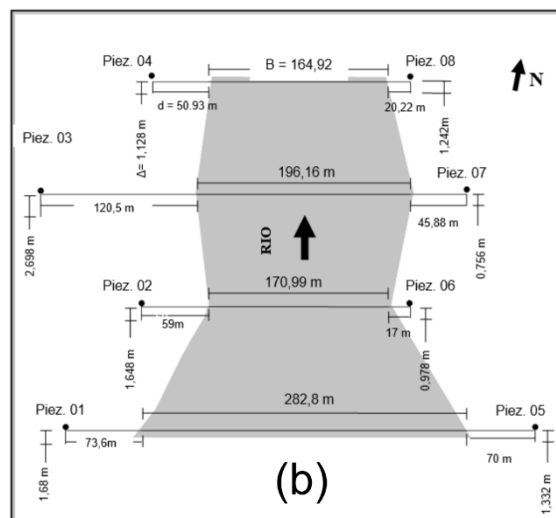 Piez. 04
B = 164,92
Piez. 08
N
d = 50.93 m
20,22 m
Δ= 1,128 m
1,242 m
Piez. 03
Piez. 07
196,16 m
120,5 m
45,88 m
2,698 m
0,756 m
RIO
Piez. 02
170,99 m
Piez. 06
59m
17 m
1,648 m
0,978 m
Piez. 01
282,8 m
Piez. 05
73,6m
70 m
1,68 m
1,332 m
(b)